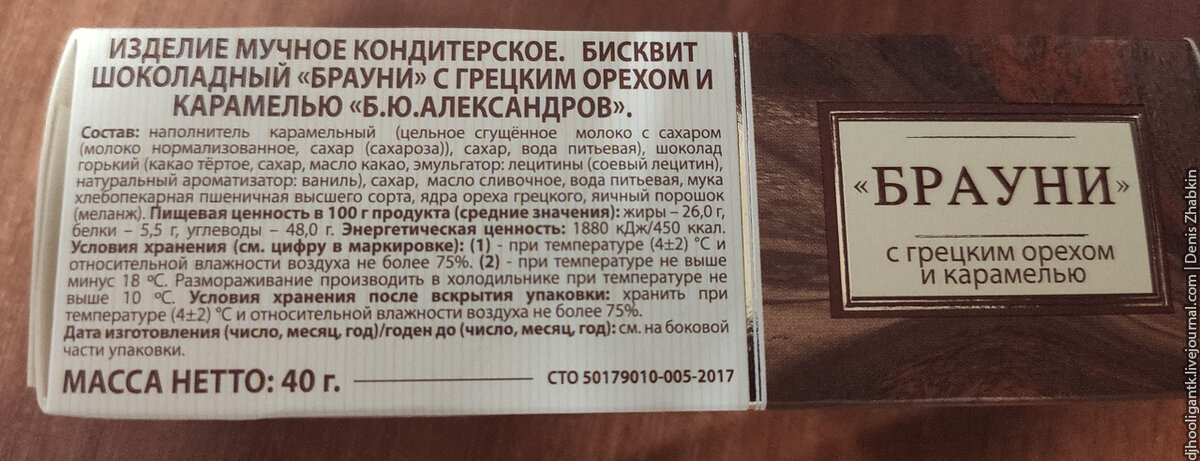 ИЗДЕЛИЕ МУЧНОЕ КОНДИТЕРСКОЕ. БИСКВИТ
ШОКОЛАДНЫЙ «БРАУНИ» С ГРЕЦКИМ ОРЕХОМ И
КАРАМЕЛЬЮ «Б.Ю.АЛЕКСАНДРОВ».
Состав: наполнитель карамельный (цельное сгущённое молоко с сахаром
(молоко нормализованное, сахар (сахароза)), сахар, вода питьевая), шоколад
горький (какао тёртое, сахар, масло какао, эмульгатор: лецитины (соевый лецитин),
натуральный ароматизатор: ваниль), сахар, масло сливочное, вода питьевая, мука
хлебопекарная пшеничная высшего сорта, ядра ореха грецкого, яичный порошок
(меланж). Пищевая ценность в 100 г продукта (средние значения): жиры – 26,0 г,
белки – 5,5 г, углеводы – 48,0 г. Энергетическая ценность: 1880 кДж/450 ккал.
Условия хранения (см. цифру в маркировке): (1) - при температуре (4±2) °С и
относительной влажности воздуха не более 75%. (2) - при температуре не выше
минус 18 ºС. Размораживание производить в холодильнике при температуре не
выше 10 ºС. Условия хранения после вскрытия упаковки: хранить при
температуре (4±2) °С и относительной влажности воздуха не более 75%.
Дата изготовления (число, месяц, год)/годен до (число, месяц, год): см. на боковой
части упаковки.
МАССА НЕТТО: 40 г.
СТО 50179010-005-2017
«БРАУНИ»
с грецким орехом
и карамелью
djhooligantk.livejournal.com | Denis Zhabkin